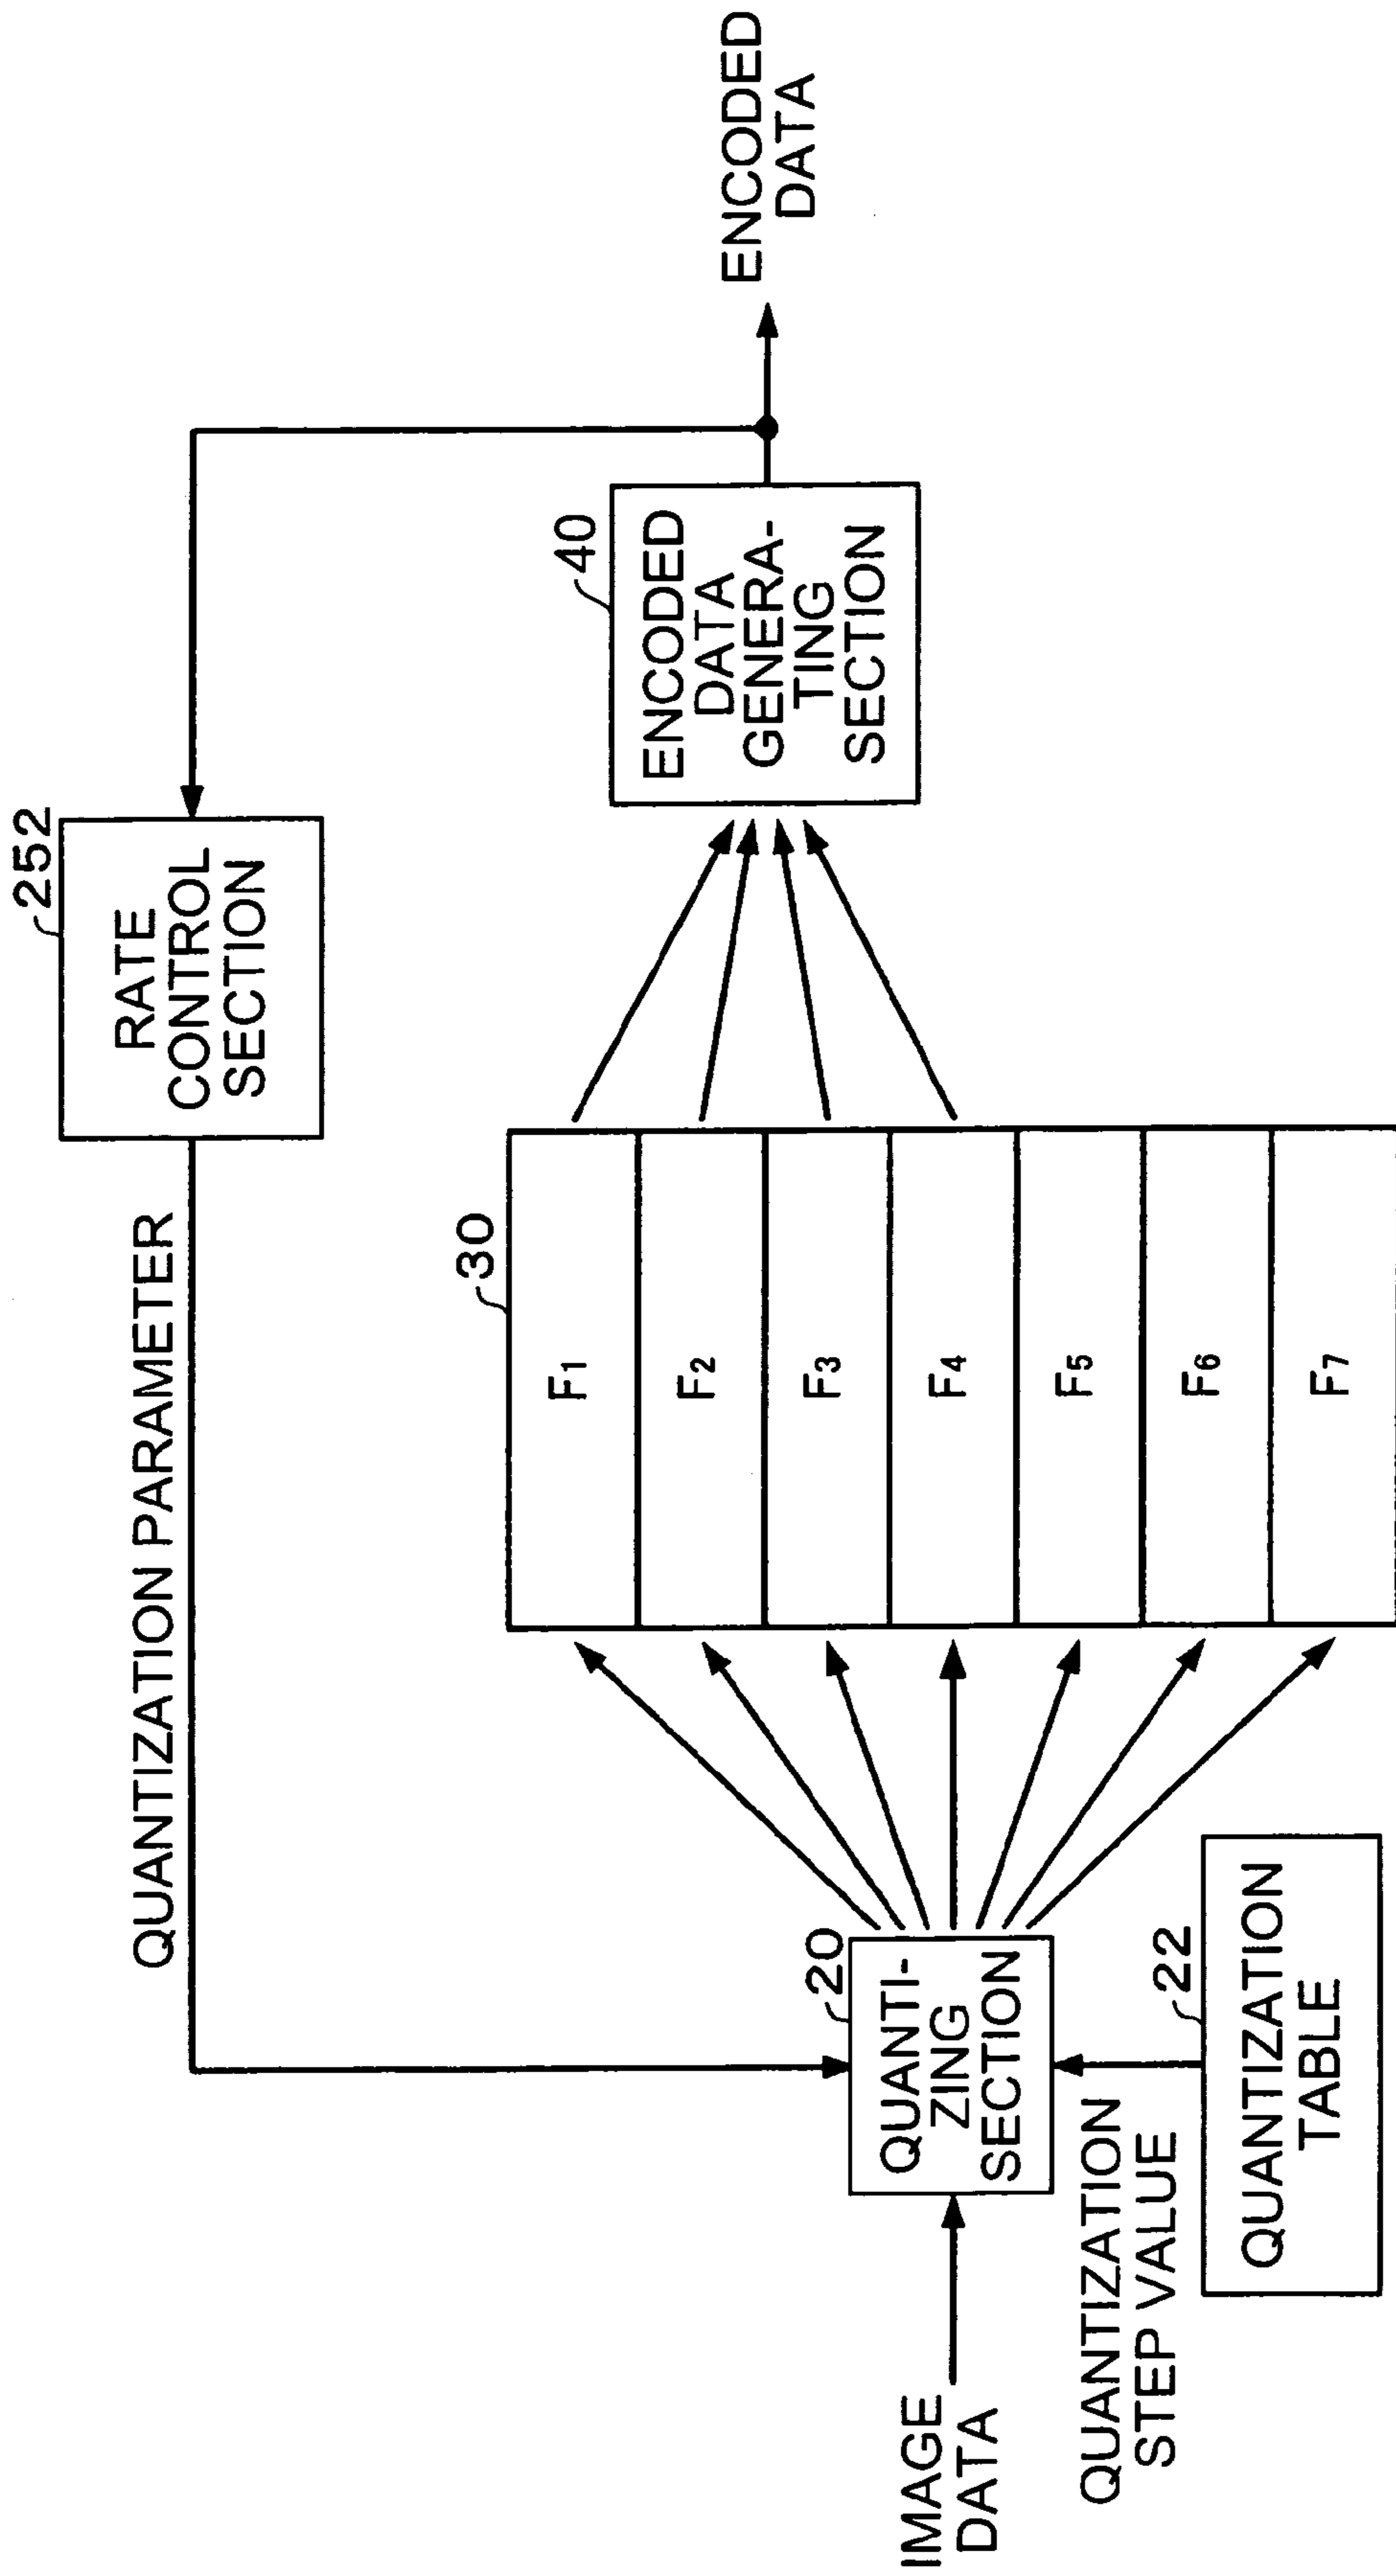 252
RATE
CONTROL
SECTION
QUANTIZATION PARAMETER
IMAGE
DATA
20
QUANTI-
ZING
SECTION
QUANTIZATION
STEP VALUE
22
QUANTIZATION
TABLE
30
F1
F2
F3
F4
F5
F6
F7
40
ENCODED
DATA
GENERA-
TING
SECTION
ENCODED
DATA